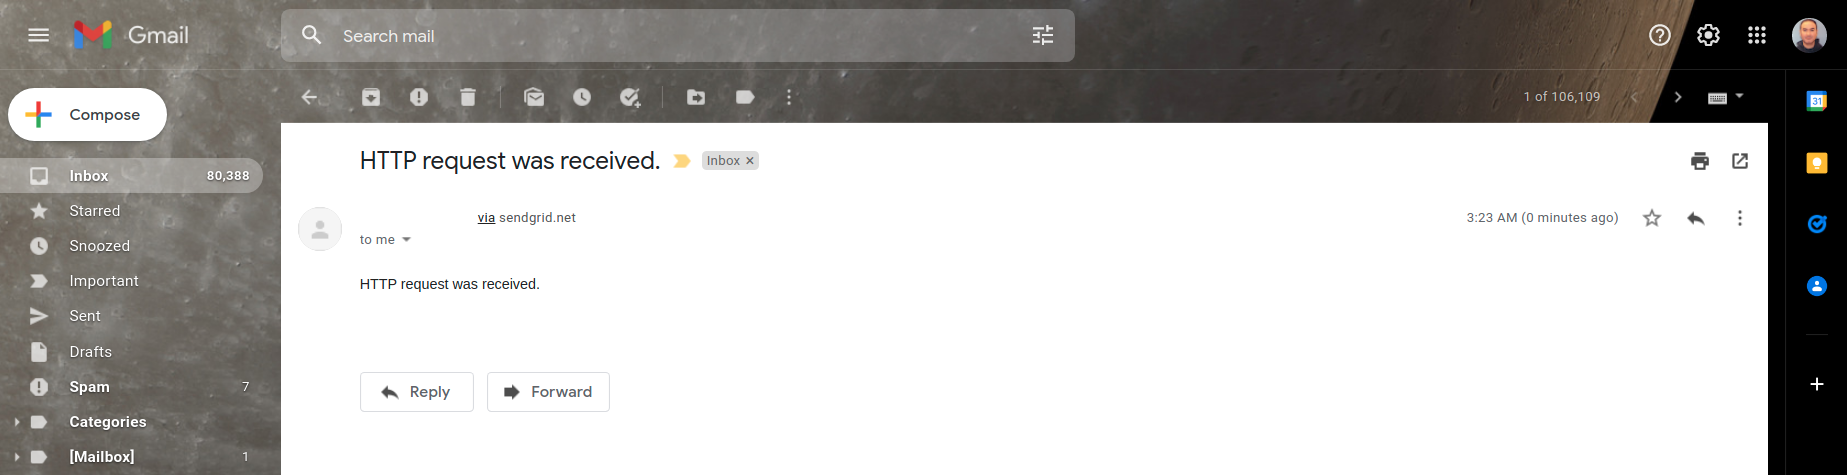 Gmail
Search mail
Compose
1 of 106,109
31
HTTP request was received. Inbox ×
Inbox 80,388
Starred
via sendgrid.net
3:23 AM (0 minutes ago)
to me
Snoozed
Important
HTTP request was received.
Sent
Drafts
Spam 7
Reply
Forward
Categories
[Mailbox] 1